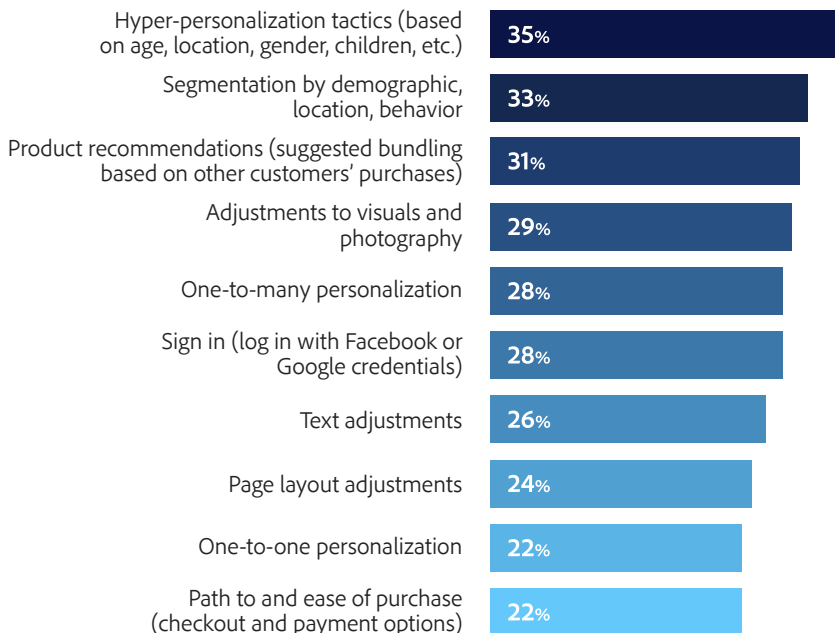 Hyper-personalization tactics (based
on age, location, gender, children, etc.)
35%
Segmentation by demographic,
location, behavior
33%
Product recommendations (suggested bundling
based on other customers’ purchases)
31%
Adjustments to visuals and
photography
29%
One-to-many personalization
28%
Sign in (log in with Facebook or
Google credentials)
28%
Text adjustments
26%
Page layout adjustments
24%
One-to-one personalization
22%
Path to and ease of purchase
(checkout and payment options)
22%